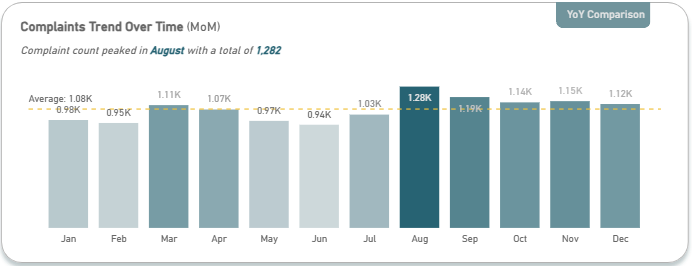 YoY Comparison
Complaints Trend Over Time (MoM)
Complaint count peaked in August with a total of 1,282
Average: 1.08K
0.98K 0.95K 1.11K 1.07K 0.97K 0.94K 1.03K 1.28K 1.19K 1.14K 1.15K 1.12K
Jan Feb Mar Apr May Jun Jul Aug Sep Oct Nov Dec